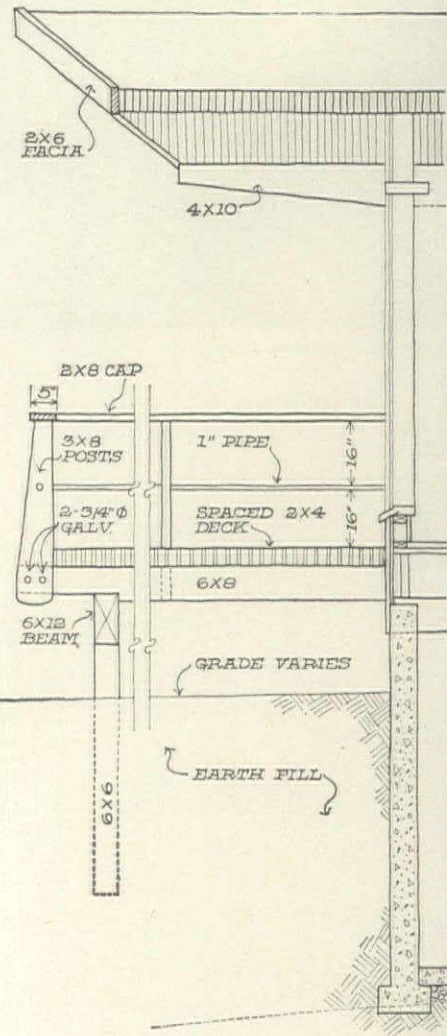 2X6
FACIA
4X10
2X8 CAP
5"
3X8
POSTS
1" PIPE
16"
2-3/4" Ø
GALV.
SPACED 2X4
DECK
16"
6X8
6X12
BEAM
GRADE VARIES
EARTH FILL
6X6